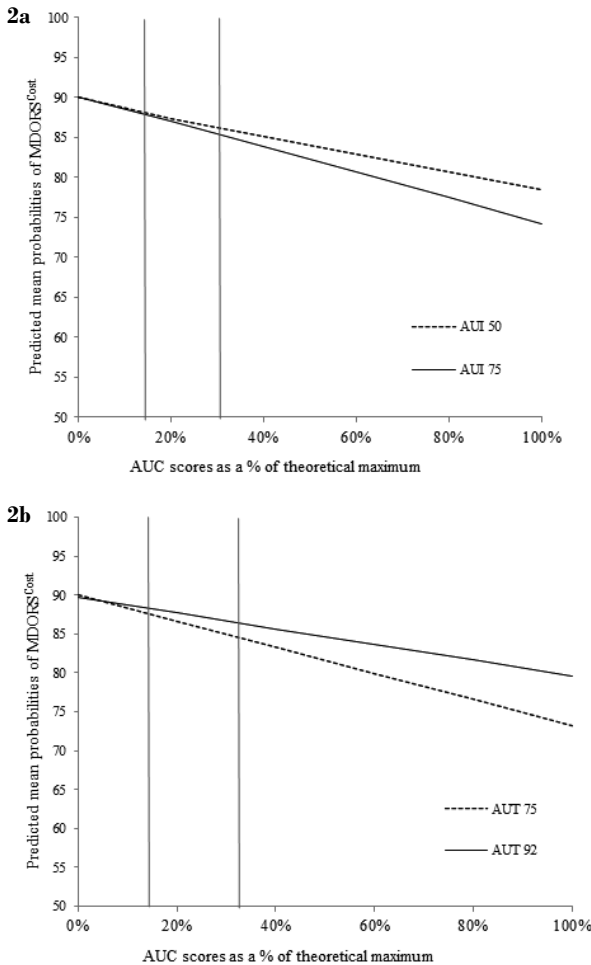 2a
100
95
90
85
80
75
70
65
60
55
50
Predicted mean probabilities of MDORS^Cost
AUI 50
AUI 75
0% 20% 40% 60% 80% 100%
AUC scores as a % of theoretical maximum
2b
100
95
90
85
80
75
70
65
60
55
50
Predicted mean probabilities of MDORS^Cost
AUT 75
AUT 92
0% 20% 40% 60% 80% 100%
AUC scores as a % of theoretical maximum